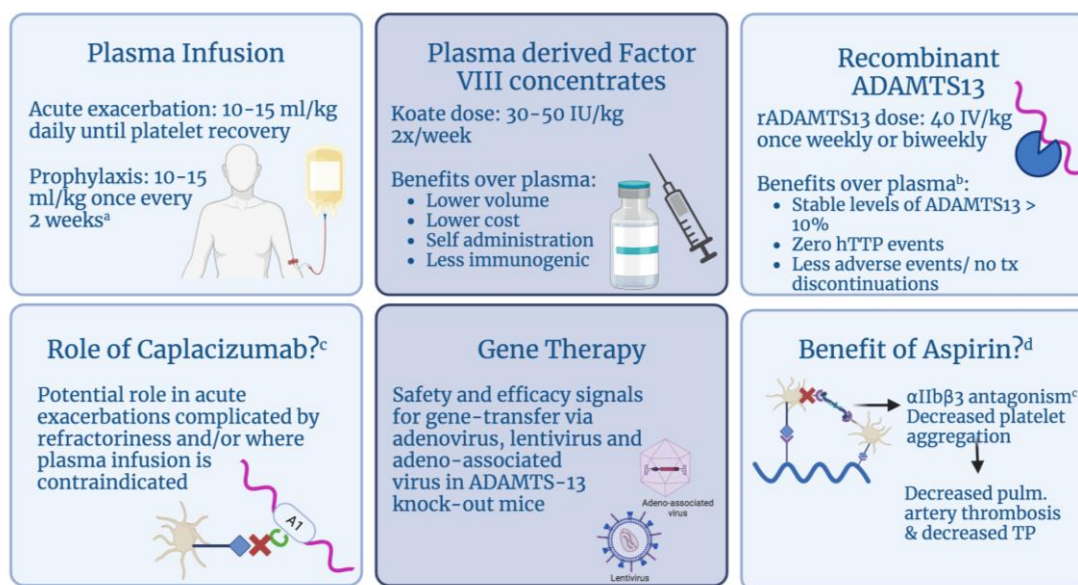 Plasma Infusion
Acute exacerbation: 10-15 ml/kg
daily until platelet recovery
Prophylaxis: 10-15
ml/kg once every
2 weeksᵃ
Plasma derived Factor
VIII concentrates
Koate dose: 30-50 IU/kg
2x/week
Benefits over plasma:
• Lower volume
• Lower cost
• Self administration
• Less immunogenic
Recombinant
ADAMTS13
rADAMTS13 dose: 40 IV/kg
once weekly or biweekly
Benefits over plasmaᵇ:
• Stable levels of ADAMTS13 >
10%
• Zero hTTP events
• Less adverse events/ no tx
discontinuations
Role of Caplacizumab?ᶜ
Potential role in acute
exacerbations complicated by
refractoriness and/or where
plasma infusion is
contraindicated
A1
Gene Therapy
Safety and efficacy signals
for gene-transfer via
adenovirus, lentivirus and
adeno-associated
virus in ADAMTS-13
knock-out mice
Adeno-associated
virus
Lentivirus
Benefit of Aspirin?ᵈ
αIIbβ3 antagonismᶜ
Decreased platelet
aggregation
Decreased pulm.
artery thrombosis
& decreased TP